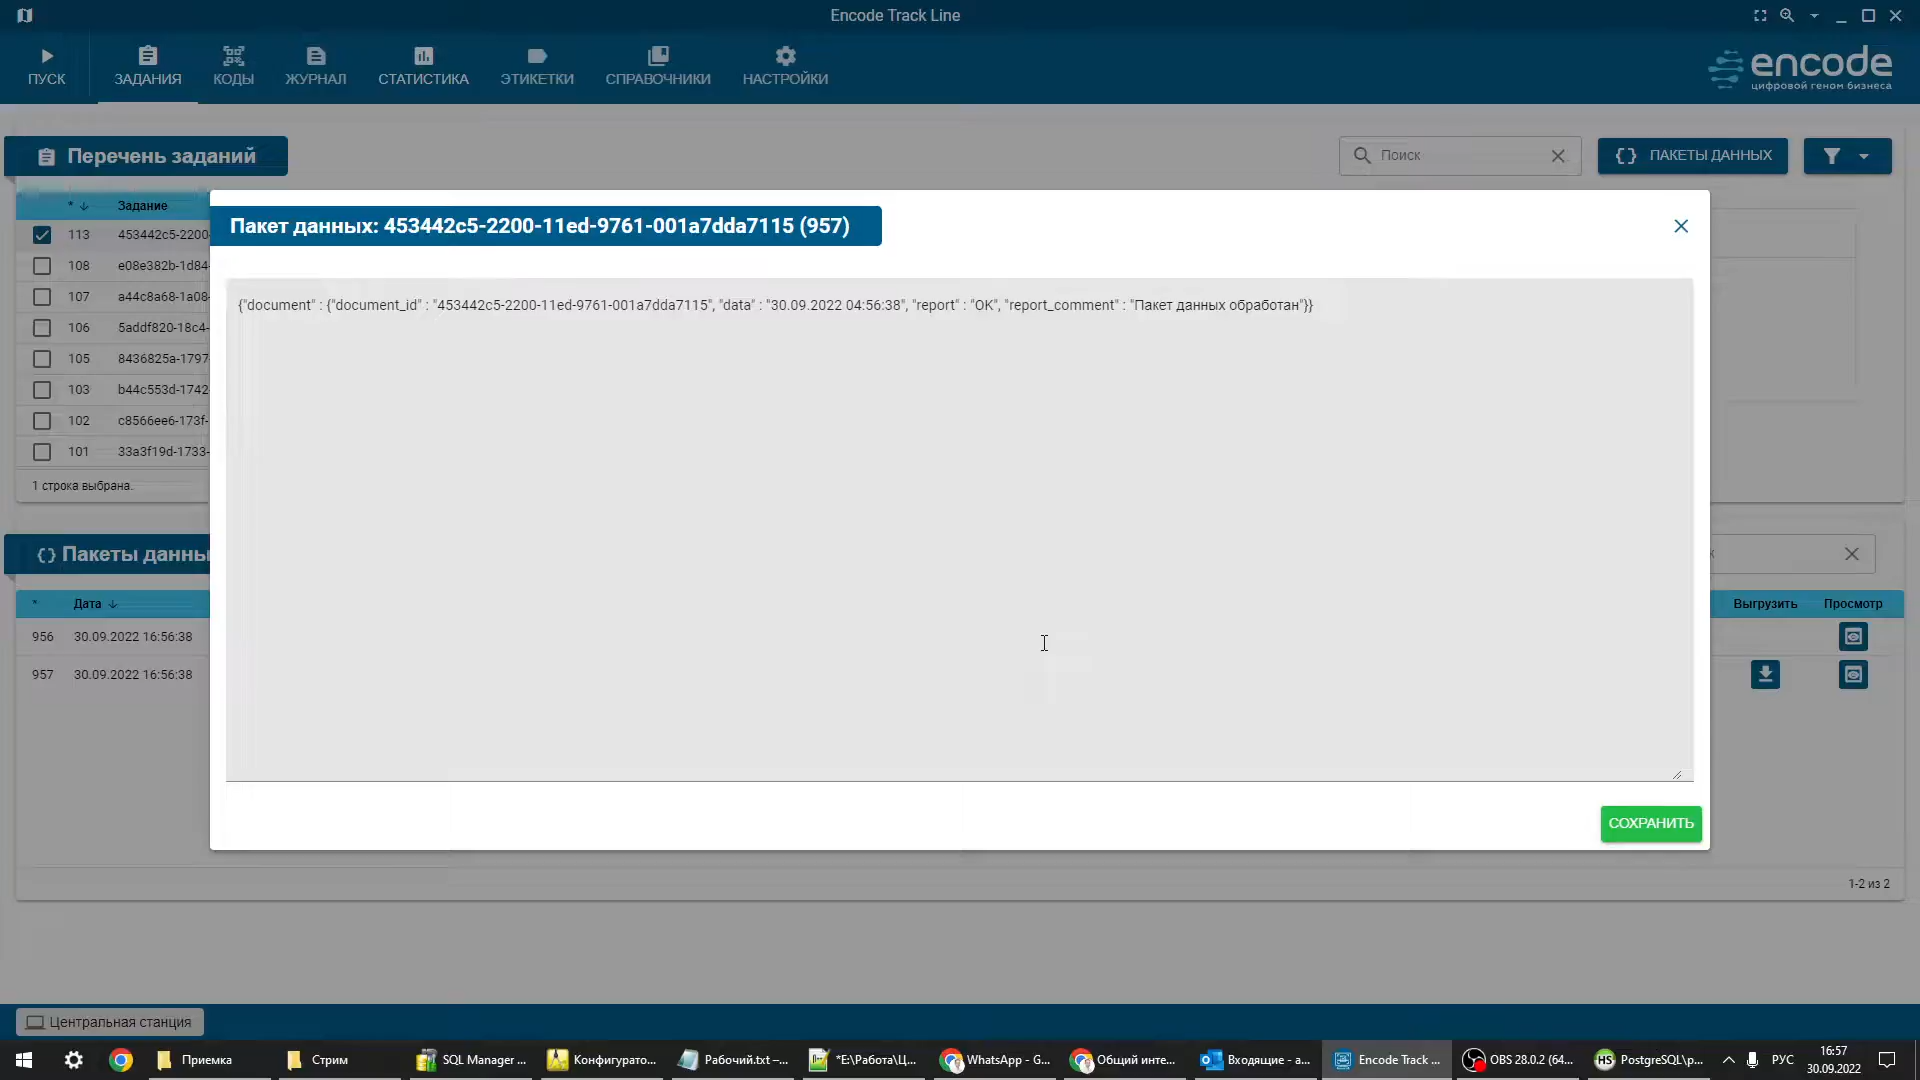 Encode Track Line
ПУСК
ЗАДАНИЯ
КОДЫ
ЖУРНАЛ
СТАТИСТИКА
ЭТИКЕТКИ
СПРАВОЧНИКИ
НАСТРОЙКИ
encode
цифровой геном бизнеса
Перечень заданий
Поиск
{} ПАКЕТЫ ДАННЫХ
* Задание
113 453442c5-2200-
108 e08e382b-1d84-
107 a44c8a68-1a08-
106 5addf820-18c4-
105 8436825a-1797-
103 b44c553d-1742-
102 c8566ee6-173f-
101 33a3f19d-1733-
1 строка выбрана.
Пакет данных: 453442c5-2200-11ed-9761-001a7dda7115 (957)
{"document" : {"document_id" : "453442c5-2200-11ed-9761-001a7dda7115", "data" : "30.09.2022 04:56:38", "report" : "OK", "report_comment" : "Пакет данных обработан"}}
СОХРАНИТЬ
{} Пакеты данны
* Дата Выгрузить Просмотр
956 30.09.2022 16:56:38
957 30.09.2022 16:56:38
1-2 из 2
Центральная станция
Приемка
Стрим
SQL Manager ...
Конфигурато...
Рабочий.txt –...
*E:\Работа\Ц...
WhatsApp - G...
Общий инте...
Входящие - a...
Encode Track ...
OBS 28.0.2 (64...
HS PostgreSQL\p...
РУС
16:57
30.09.2022